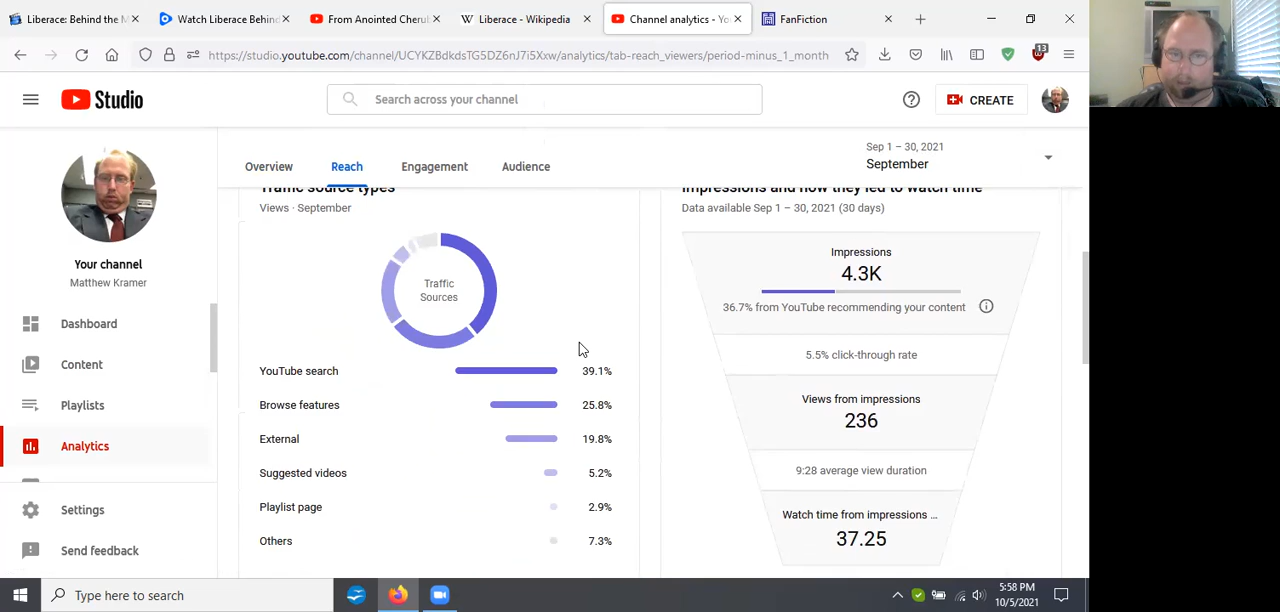 Liberace: Behind the M
Watch Liberace Behind
From Anointed Cherub
Liberace - Wikipedia
Channel analytics - Yo
FanFiction
https://studio.youtube.com/channel/UCYKZBdkdsTG5DZ6nJ7i5Xxw/analytics/tab-reach_viewers/period-minus_1_month
13
Studio
Search across your channel
CREATE
Overview
Reach
Engagement
Audience
Sep 1 – 30, 2021
September
Your channel
Matthew Kramer
Dashboard
Content
Playlists
Analytics
Settings
Send feedback
Traffic source types
Views · September
Traffic
Sources
YouTube search 39.1%
Browse features 25.8%
External 19.8%
Suggested videos 5.2%
Playlist page 2.9%
Others 7.3%
Impressions and how they led to watch time
Data available Sep 1 – 30, 2021 (30 days)
Impressions
4.3K
36.7% from YouTube recommending your content
5.5% click-through rate
Views from impressions
236
9:28 average view duration
Watch time from impressions ...
37.25
Type here to search
5:58 PM
10/5/2021